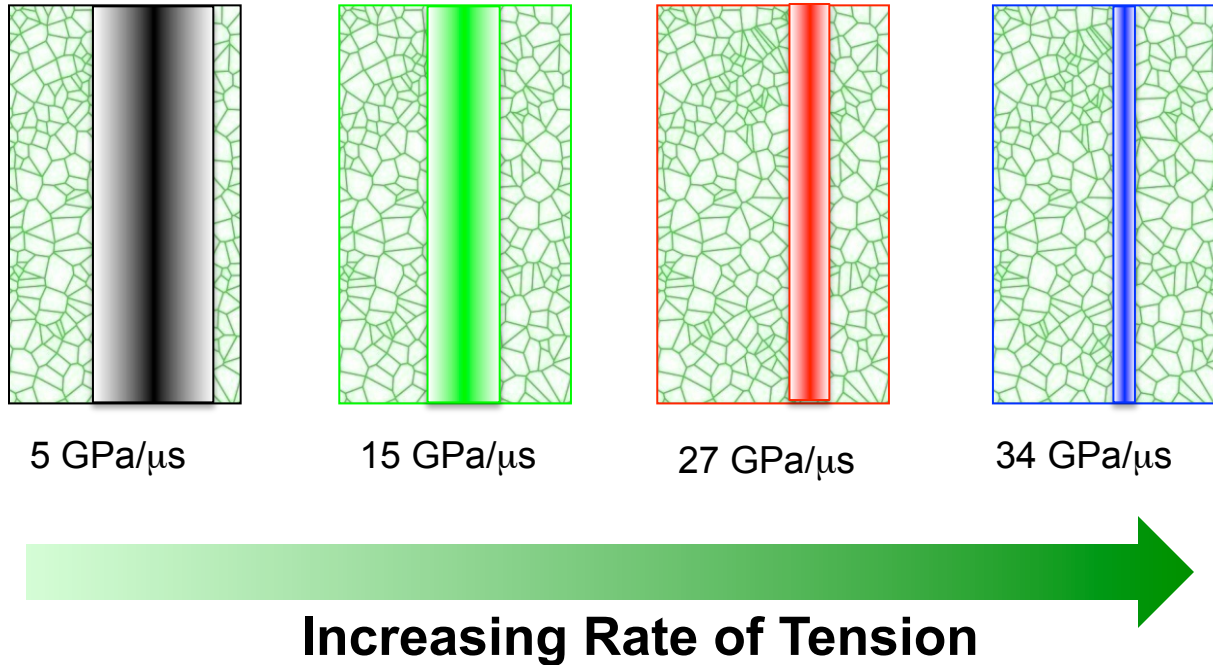 5 GPa/μs
15 GPa/μs
27 GPa/μs
34 GPa/μs
Increasing Rate of Tension